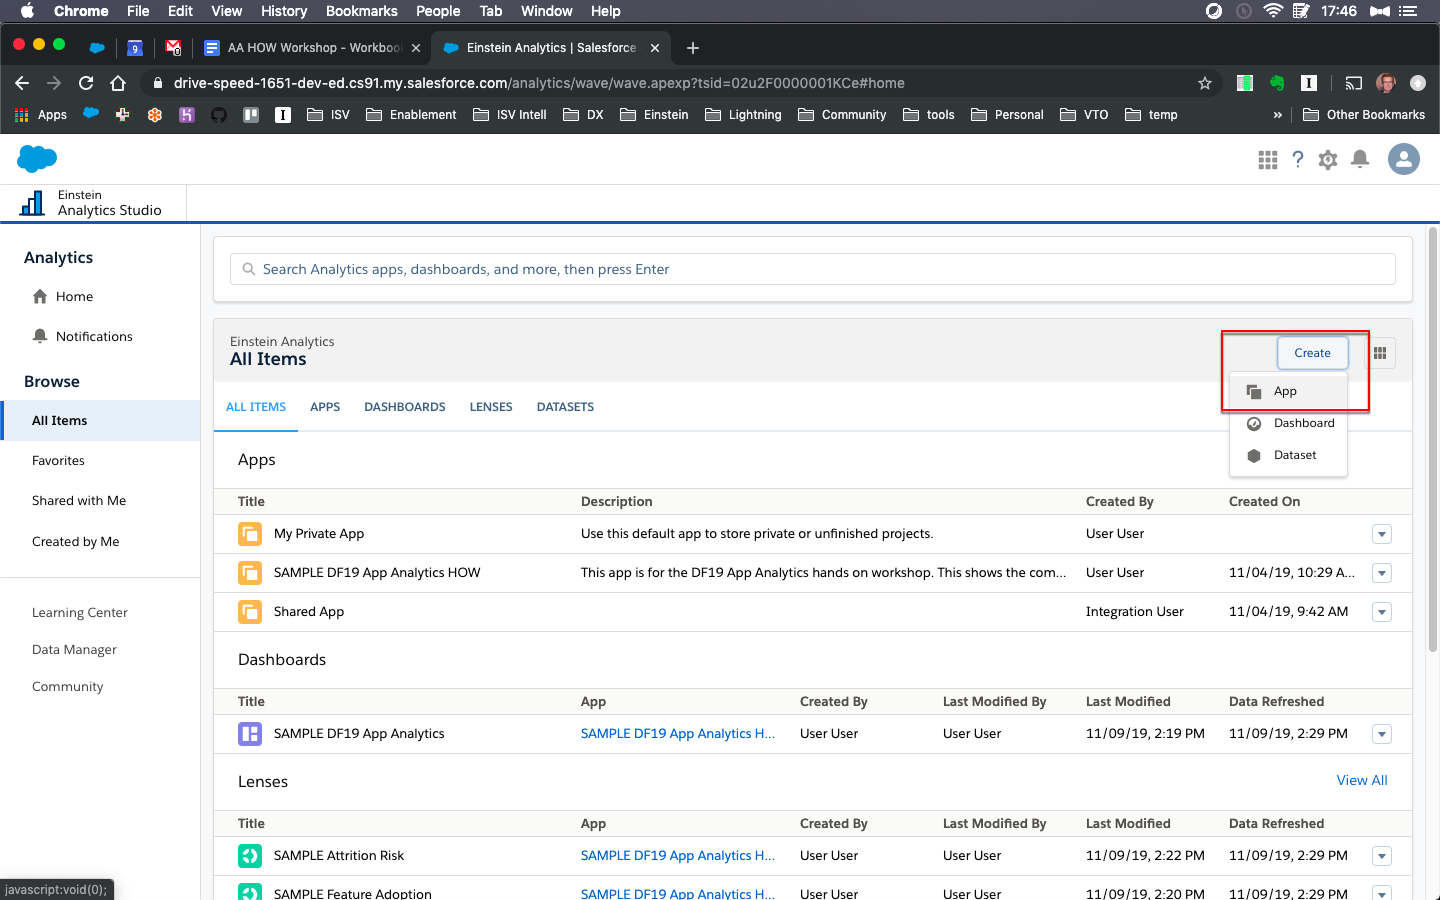 Chrome File Edit View History Bookmarks People Tab Window Help 17:46
9 0 AA HOW Workshop - Workboo Einstein Analytics | Salesforce
drive-speed-1651-dev-ed.cs91.my.salesforce.com/analytics/wave/wave.apexp?tsid=02u2F0000001KCe#home
Apps ISV Enablement ISV Intell DX Einstein Lightning Community tools Personal VTO temp » Other Bookmarks
Einstein
Analytics Studio
Analytics
Home
Notifications
Browse
All Items
Favorites
Shared with Me
Created by Me
Learning Center
Data Manager
Community
Search Analytics apps, dashboards, and more, then press Enter
Einstein Analytics
All Items
Create
App
Dashboard
Dataset
ALL ITEMS APPS DASHBOARDS LENSES DATASETS
Apps
Title Description Created By Created On
My Private App Use this default app to store private or unfinished projects. User User
SAMPLE DF19 App Analytics HOW This app is for the DF19 App Analytics hands on workshop. This shows the com... User User 11/04/19, 10:29 A...
Shared App Integration User 11/04/19, 9:42 AM
Dashboards
Title App Created By Last Modified By Last Modified Data Refreshed
SAMPLE DF19 App Analytics SAMPLE DF19 App Analytics H... User User User User 11/09/19, 2:19 PM 11/09/19, 2:29 PM
Lenses View All
Title App Created By Last Modified By Last Modified Data Refreshed
SAMPLE Attrition Risk SAMPLE DF19 App Analytics H... User User User User 11/09/19, 2:22 PM 11/09/19, 2:29 PM
SAMPLE Feature Adoption SAMPLE DF19 App Analytics H... User User User User 11/09/19, 2:20 PM 11/09/19, 2:29 PM
javascript:void(0);